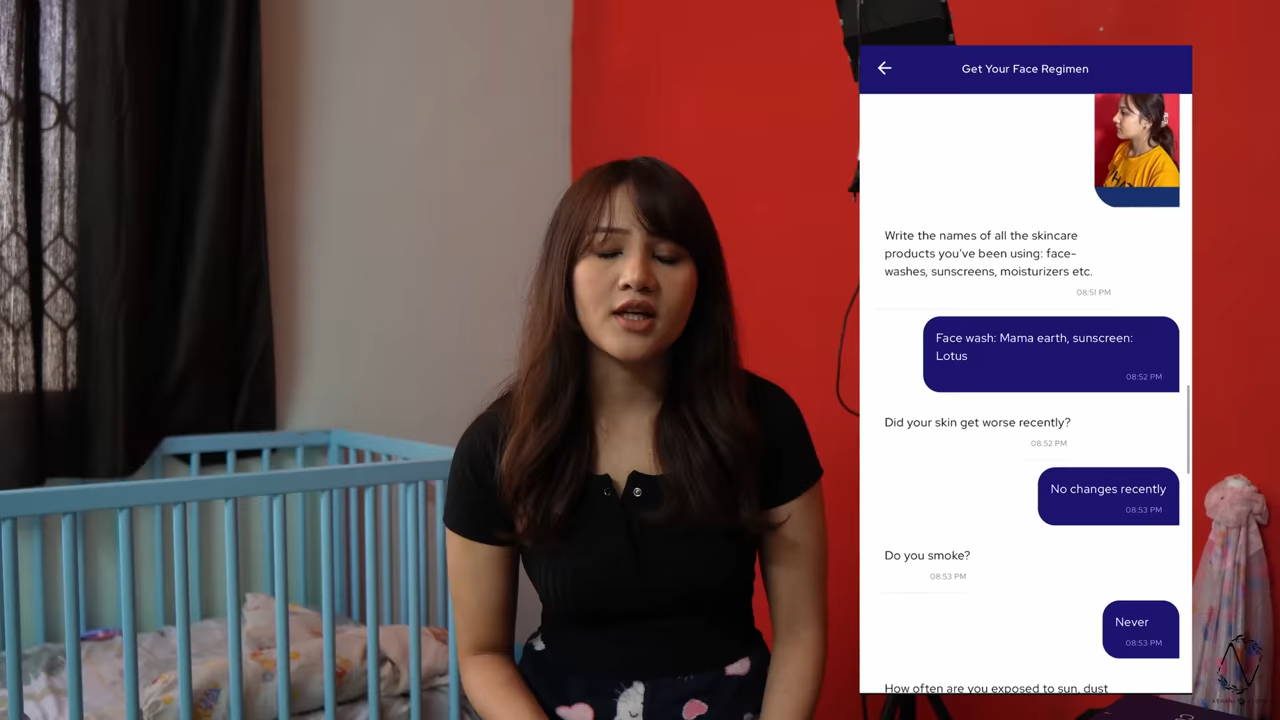 Get Your Face Regimen
Write the names of all the skincare
products you've been using: face-
washes, sunscreens, moisturizers etc.
08:51 PM
Face wash: Mama earth, sunscreen:
Lotus
08:52 PM
Did your skin get worse recently?
08:52 PM
No changes recently
08:53 PM
Do you smoke?
08:53 PM
Never
08:53 PM
How often are you exposed to sun, dust